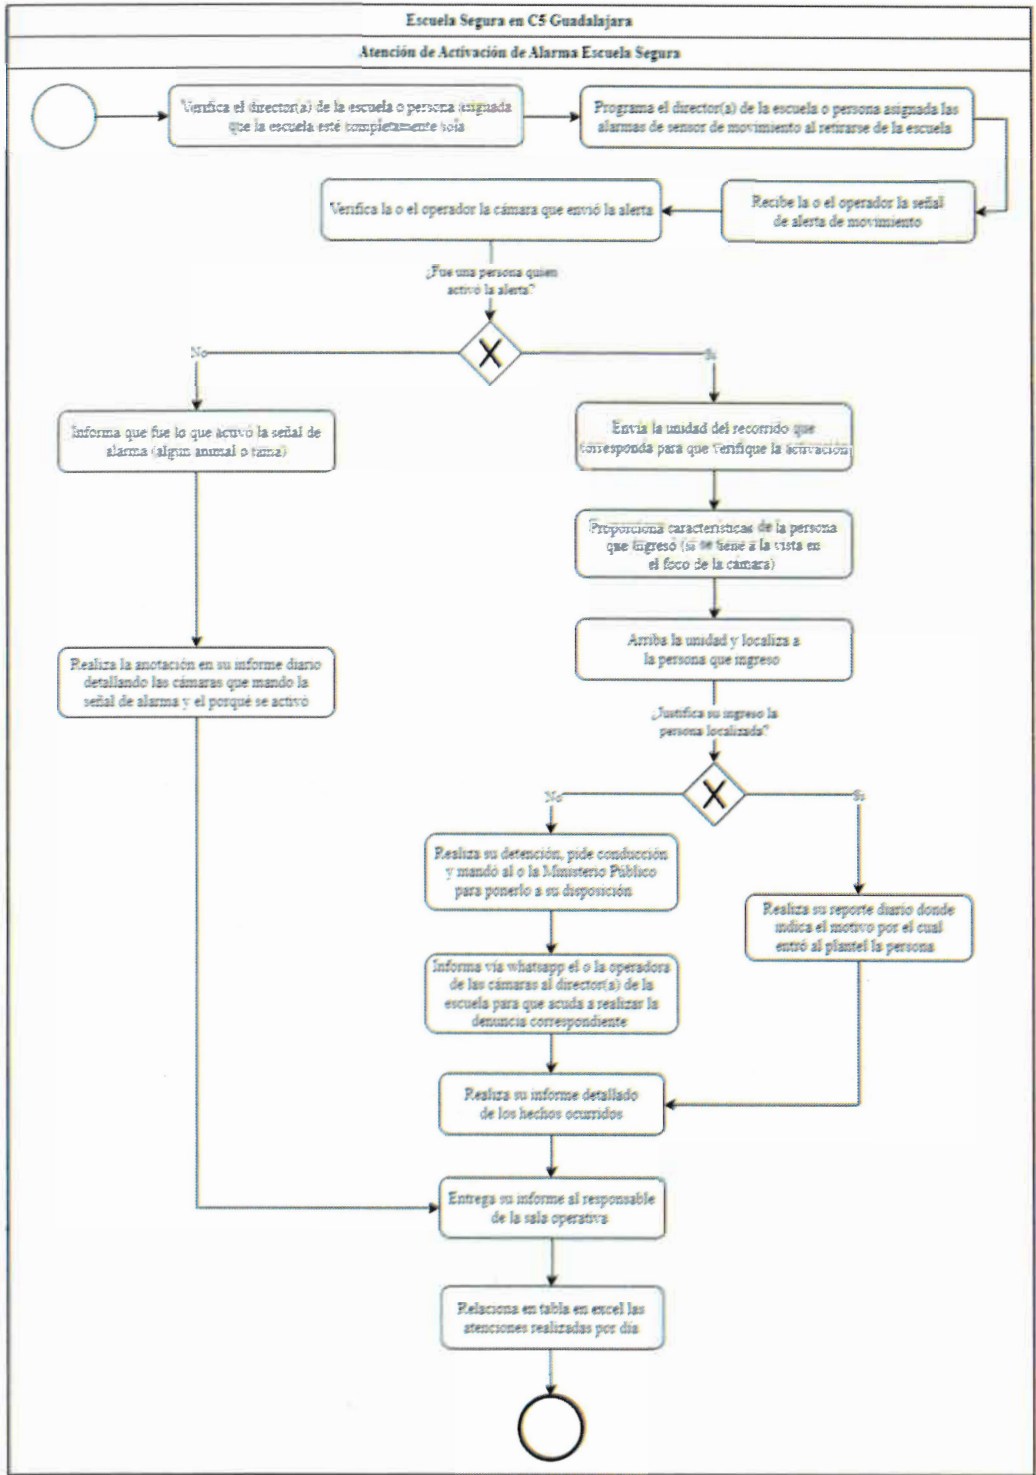 Escuela Segura en C5 Guadalajara
Atención de Activación de Alarma Escuela Segura
Verifica el director(a) de la escuela o persona asignada
que la escuela esté completamente sola
Programa el director(a) de la escuela o persona asignada las
alarmas de sensor de movimiento al retirarse de la escuela
Recibe la o el operador la señal
de alerta de movimiento
Verifica la o el operador la cámara que envió la alerta
¿Fue una persona quien
activó la alerta?
No
Si
Informa que fue lo que activó la señal de
alarma (algun animal o rama)
Envía la unidad del recorrido que
corresponda para que verifique la activación
Proporciona características de la persona
que ingresó (si se tiene a la vista en
el foco de la cámara)
Arriba la unidad y localiza a
la persona que ingreso
Realiza la anotación en su informe diario
detallando las cámaras que mando la
señal de alarma y el porqué se activó
¿Justifica su ingreso la
persona localizada?
No
Si
Realiza su detención, pide conducción
y mandó al o la Ministerio Público
para ponerlo a su disposición
Realiza su reporte diario donde
indica el motivo por el cual
entró al plantel la persona
Informa vía whatsapp el o la operadora
de las cámaras al director(a) de la
escuela para que acuda a realizar la
denuncia correspondiente
Realiza su informe detallado
de los hechos ocurridos
Entrega su informe al responsable
de la sala operativa
Relaciona en tabla en excel las
atenciones realizadas por día